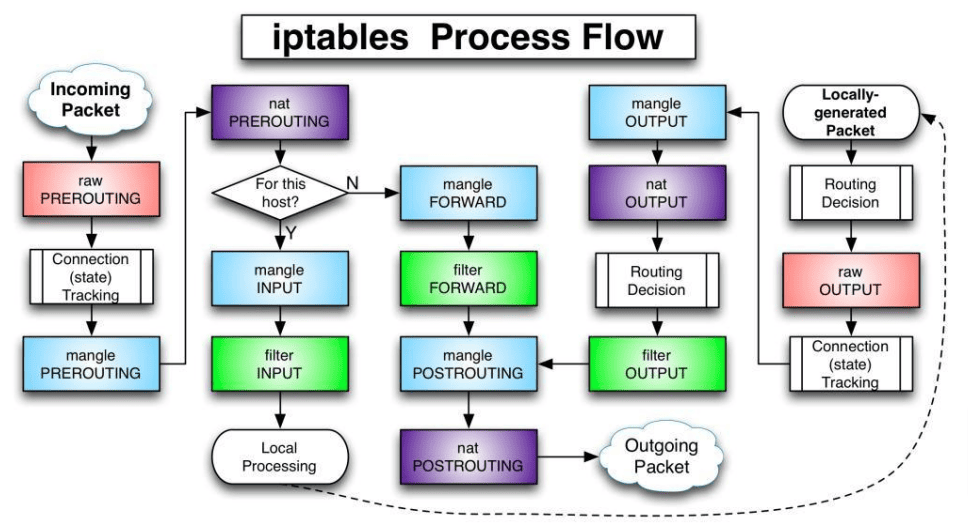 iptables Process Flow
Incoming
Packet
raw
PREROUTING
Connection
(state)
Tracking
mangle
PREROUTING
nat
PREROUTING
For this
host?
N
Y
mangle
INPUT
filter
INPUT
Local
Processing
mangle
FORWARD
filter
FORWARD
mangle
POSTROUTING
nat
POSTROUTING
mangle
OUTPUT
nat
OUTPUT
Routing
Decision
filter
OUTPUT
Outgoing
Packet
Locally-
generated
Packet
Routing
Decision
raw
OUTPUT
Connection
(state)
Tracking